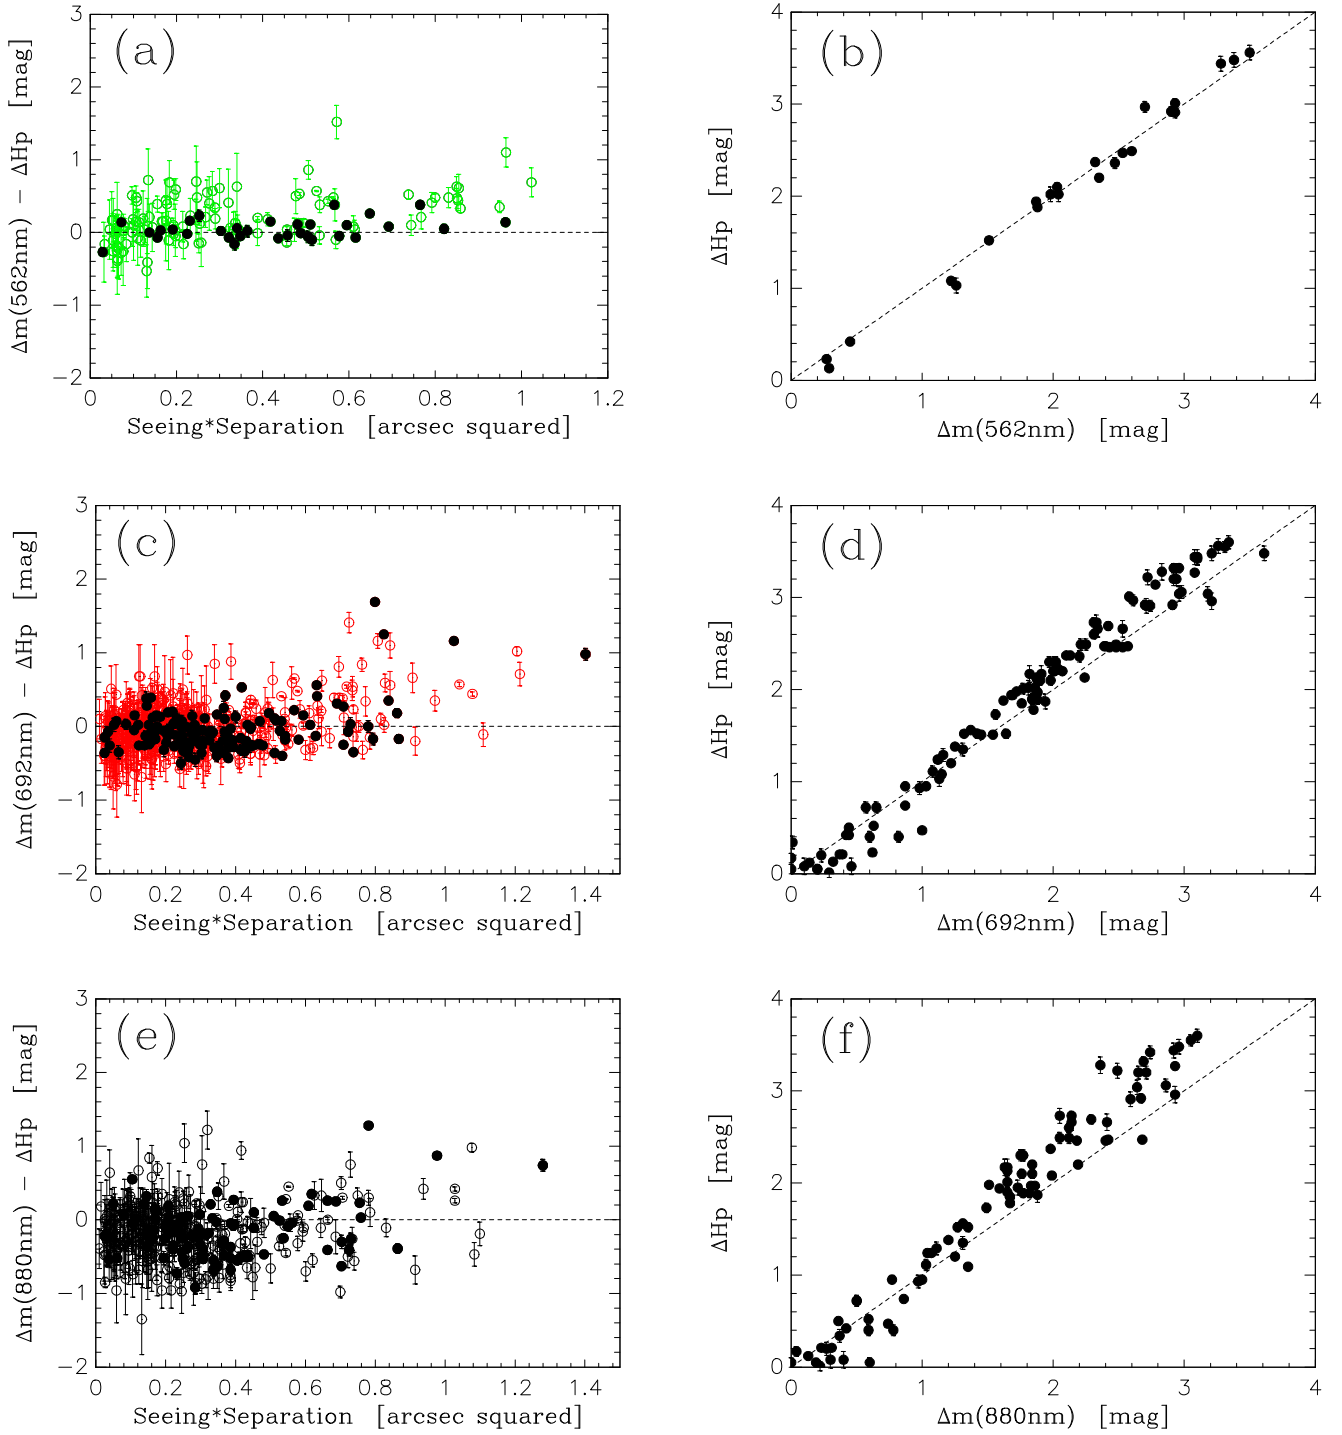 (a)
3
2
1
0
−1
−2
Δm(562nm) − ΔHp [mag]
0 0.2 0.4 0.6 0.8 1 1.2
Seeing*Separation [arcsec squared]
(b)
4
3
2
1
0
ΔHp [mag]
0 1 2 3 4
Δm(562nm) [mag]
(c)
3
2
1
0
−1
−2
Δm(692nm) − ΔHp [mag]
0 0.2 0.4 0.6 0.8 1 1.2 1.4
Seeing*Separation [arcsec squared]
(d)
4
3
2
1
0
ΔHp [mag]
0 1 2 3 4
Δm(692nm) [mag]
(e)
3
2
1
0
−1
−2
Δm(880nm) − ΔHp [mag]
0 0.2 0.4 0.6 0.8 1 1.2 1.4
Seeing*Separation [arcsec squared]
(f)
4
3
2
1
0
ΔHp [mag]
0 1 2 3 4
Δm(880nm) [mag]